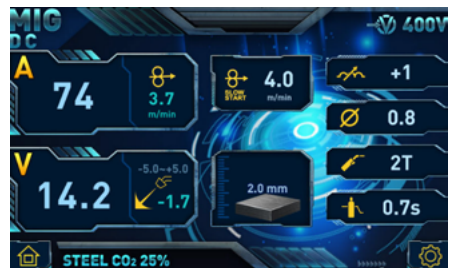 MIG
DC
400V
A
74
3.7
m/min
SLOW
START
4.0
m/min
+1
0.8
V
14.2
-5.0~+5.0
-1.7
2.0 mm
2T
0.7s
STEEL CO₂ 25%